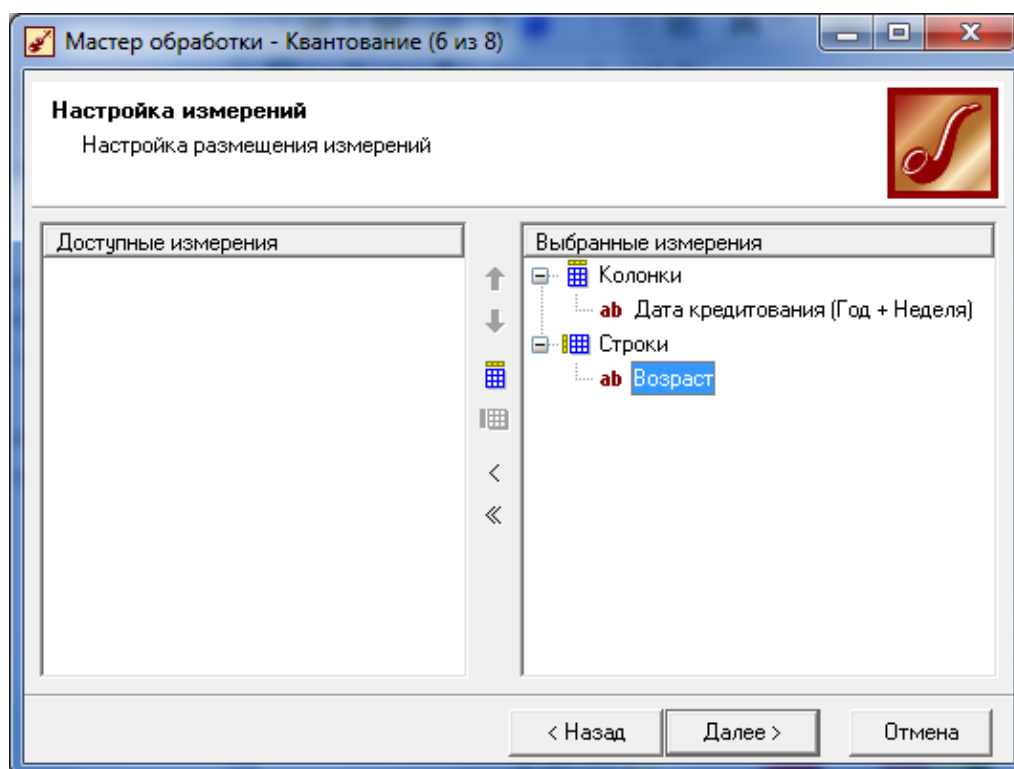 Мастер обработки - Квантование (6 из 8)
Настройка измерений
Настройка размещения измерений
Доступные измерения
Выбранные измерения
Колонки
ab Дата кредитования (Год + Неделя)
Строки
ab Возраст
< Назад
Далее >
Отмена